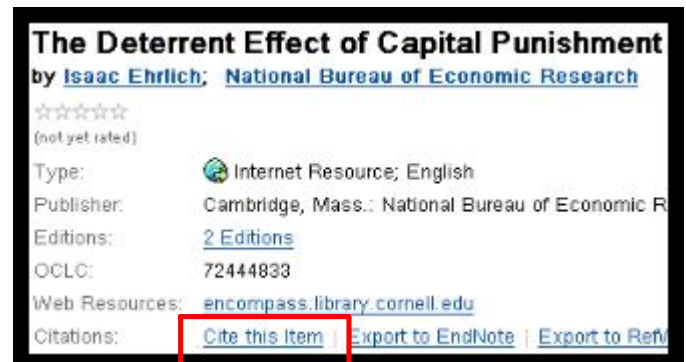 The Deterrent Effect of Capital Punishment
by Isaac Ehrlich; National Bureau of Economic Research
(not yet rated)
Type: Internet Resource; English
Publisher: Cambridge, Mass.: National Bureau of Economic R
Editions: 2 Editions
OCLC: 72444833
Web Resources: encompass.library.cornell.edu
Citations: Cite this Item | Export to EndNote | Export to Ref